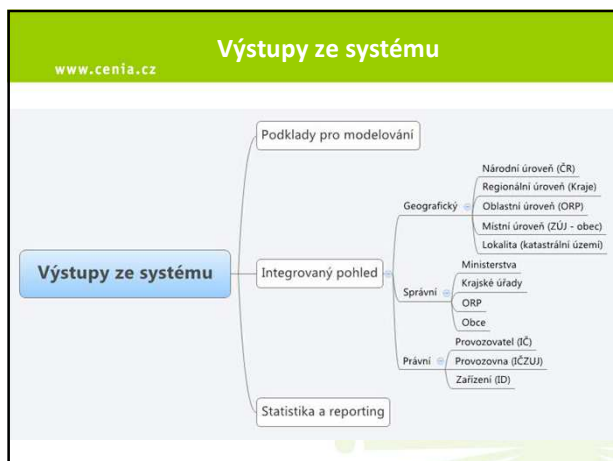 Výstupy ze systému
www.cenia.cz
Podklady pro modelování
Národní úroveň (ČR)
Regionální úroveň (Kraje)
Geografický
Oblastní úroveň (ORP)
Místní úroveň (ZÚJ - obec)
Lokalita (katastrální území)
Výstupy ze systému
Integrovaný pohled
Ministerstva
Krajské úřady
Správní
ORP
Obce
Provozovatel (IČ)
Právní
Provozovna (IČZUJ)
Zařízení (ID)
Statistika a reporting